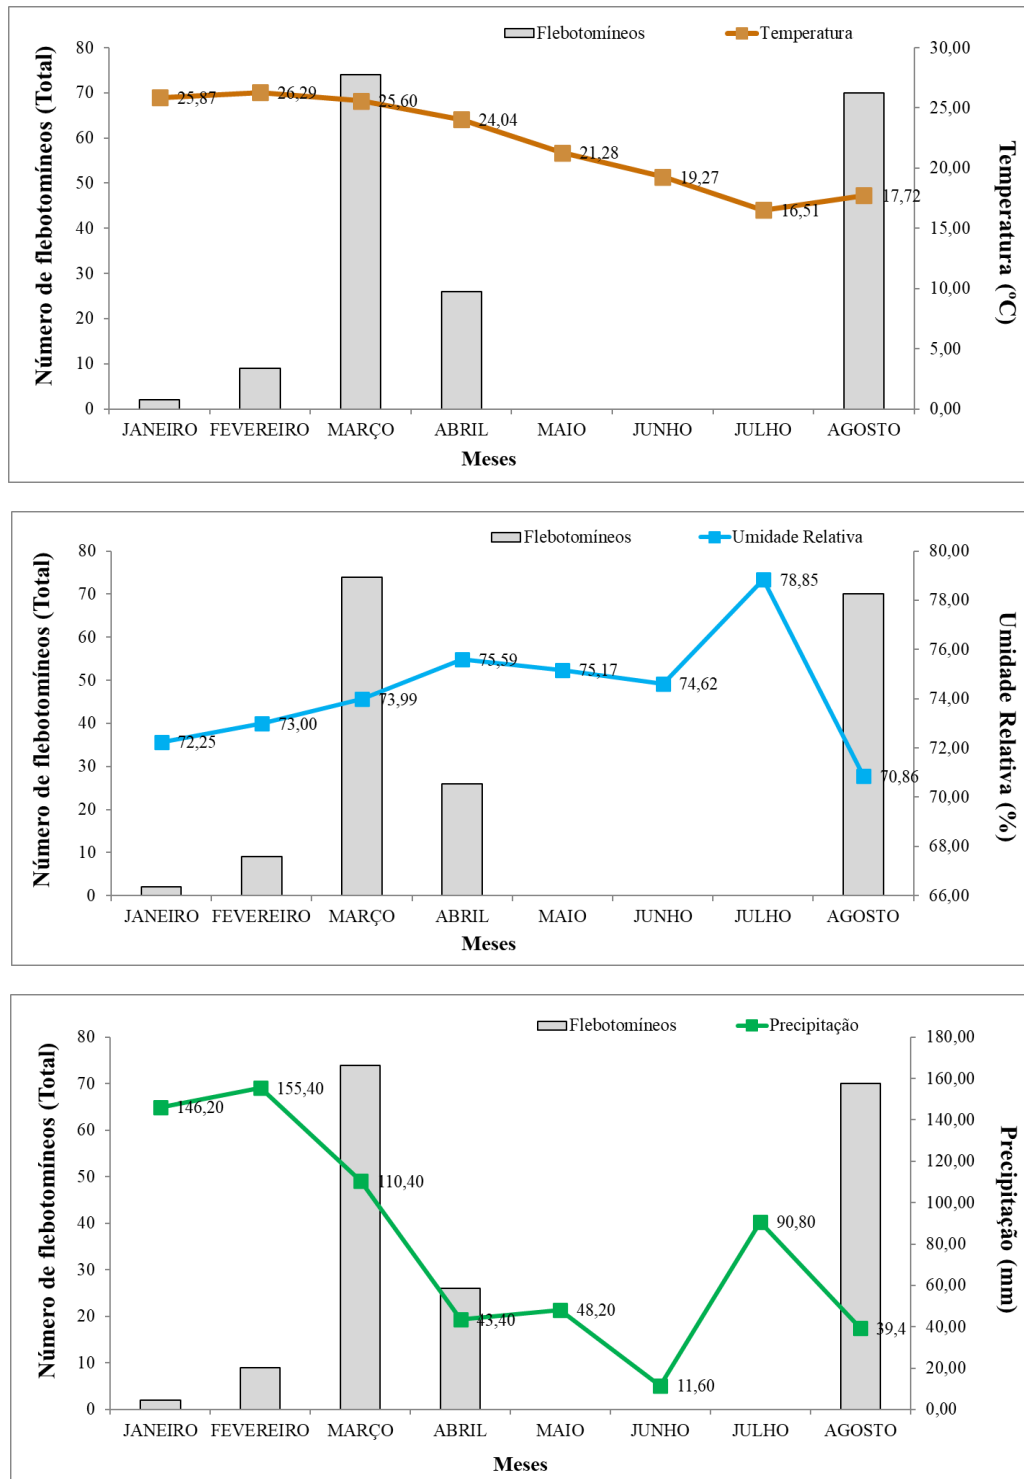 Flebotomíneos Temperatura
Número de flebotomíneos (Total)
80
70
60
50
40
30
20
10
0
25,87 26,29 25,60 24,04 21,28 19,27 16,51 17,72
30,00
25,00
20,00
15,00
10,00
5,00
0,00
Temperatura (ºC)
JANEIRO FEVEREIRO MARÇO ABRIL MAIO JUNHO JULHO AGOSTO
Meses
Flebotomíneos Umidade Relativa
Número de flebotomíneos (Total)
80
70
60
50
40
30
20
10
0
72,25 73,00 73,99 75,59 75,17 74,62 78,85 70,86
80,00
78,00
76,00
74,00
72,00
70,00
68,00
66,00
Umidade Relativa (%)
JANEIRO FEVEREIRO MARÇO ABRIL MAIO JUNHO JULHO AGOSTO
Meses
Flebotomíneos Precipitação
Número de flebotomíneos (Total)
80
70
60
50
40
30
20
10
0
146,20 155,40 110,40 43,40 48,20 11,60 90,80 39,4
180,00
160,00
140,00
120,00
100,00
80,00
60,00
40,00
20,00
0,00
Precipitação (mm)
JANEIRO FEVEREIRO MARÇO ABRIL MAIO JUNHO JULHO AGOSTO
Meses